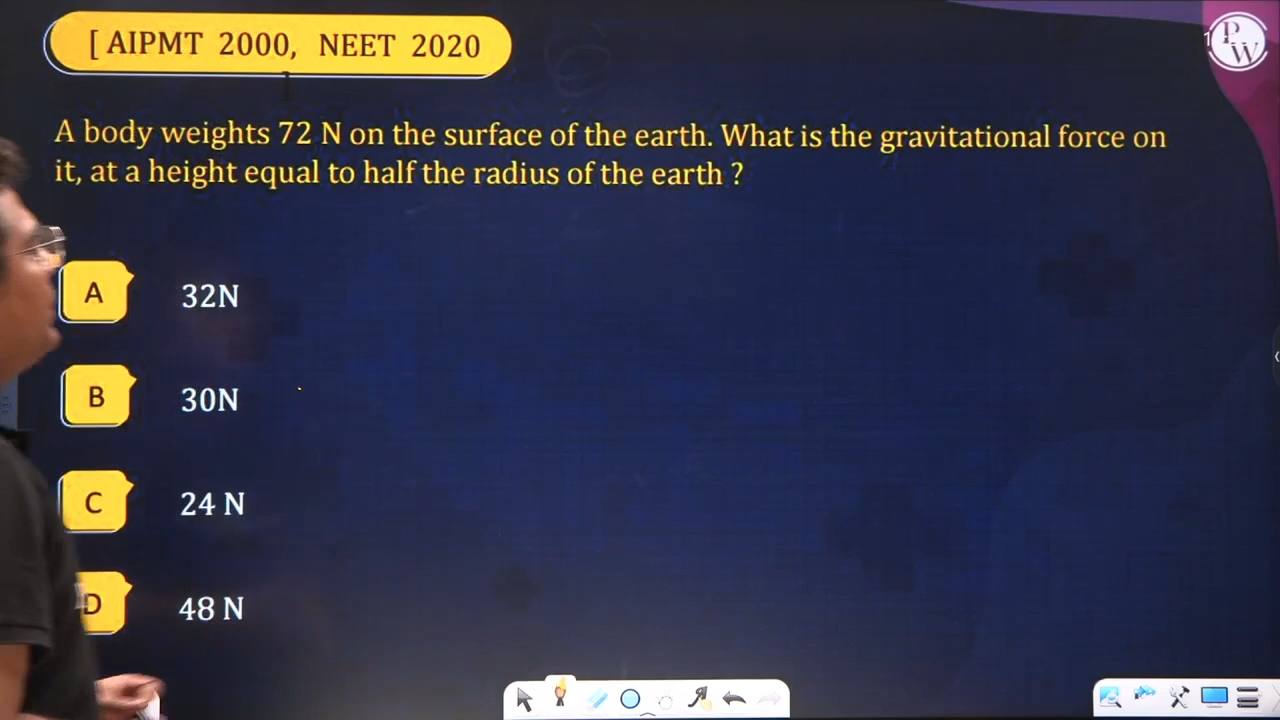 [ AIPMT 2000, NEET 2020
PW
A body weights 72 N on the surface of the earth. What is the gravitational force on
it, at a height equal to half the radius of the earth ?
A 32N
B 30N
C 24 N
D 48 N